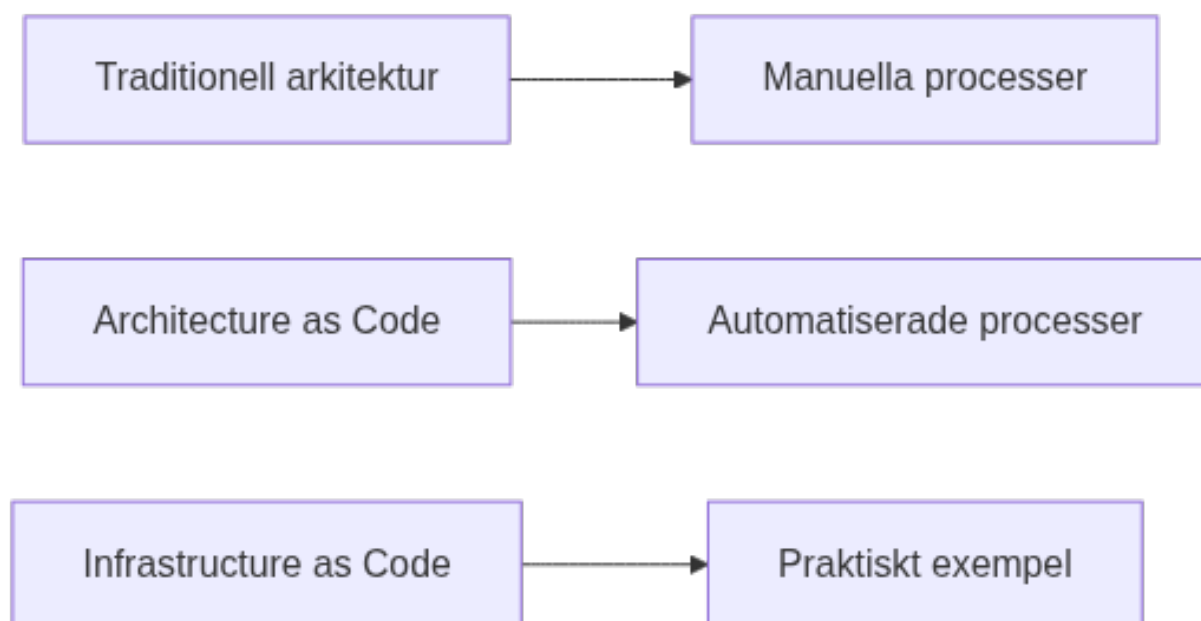 Traditionell arkitektur
Manuella processer
Architecture as Code
Automatiserade processer
Infrastructure as Code
Praktiskt exempel